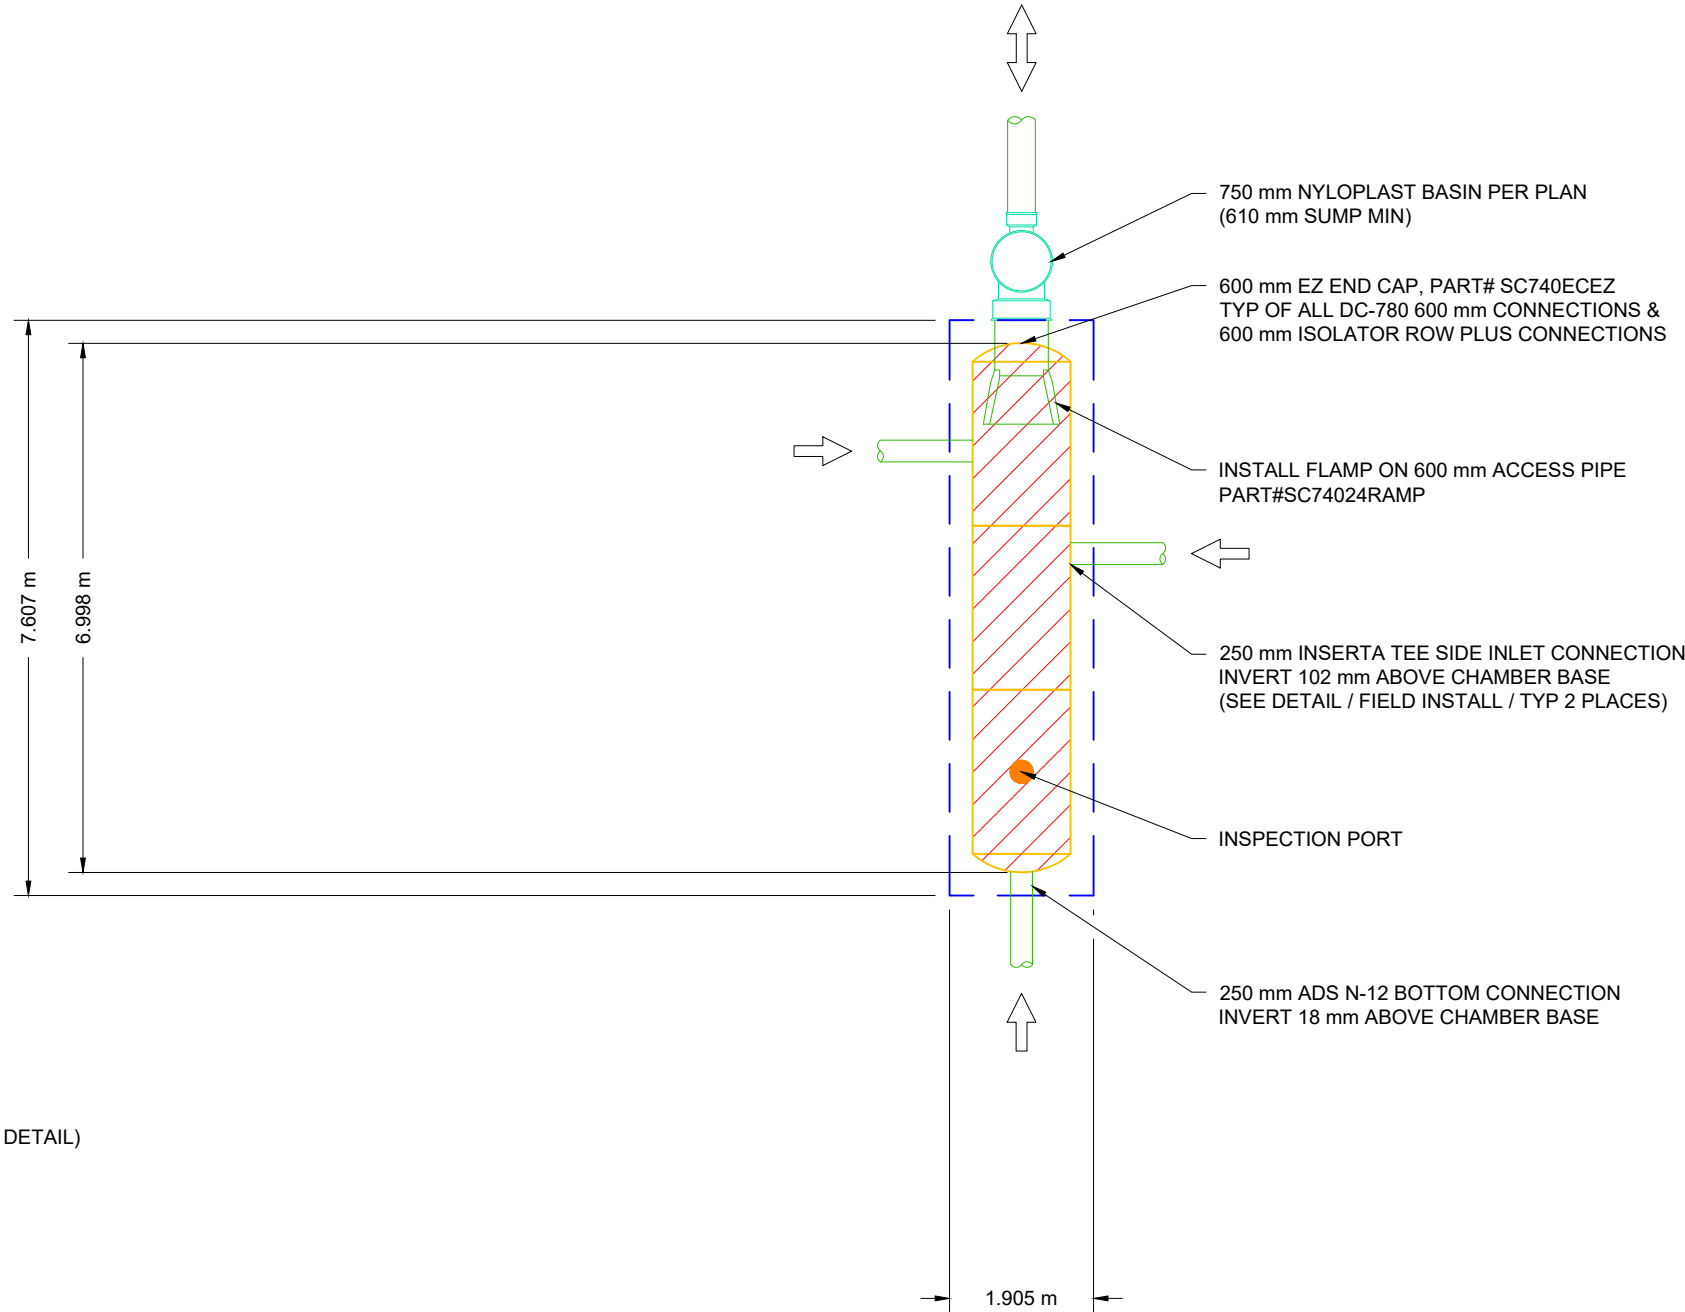 750 mm NYLOPLAST BASIN PER PLAN
(610 mm SUMP MIN)
600 mm EZ END CAP, PART# SC740ECEZ
TYP OF ALL DC-780 600 mm CONNECTIONS &
600 mm ISOLATOR ROW PLUS CONNECTIONS
INSTALL FLAMP ON 600 mm ACCESS PIPE
PART#SC74024RAMP
7.607 m
6.998 m
250 mm INSERTA TEE SIDE INLET CONNECTION
INVERT 102 mm ABOVE CHAMBER BASE
(SEE DETAIL / FIELD INSTALL / TYP 2 PLACES)
INSPECTION PORT
250 mm ADS N-12 BOTTOM CONNECTION
INVERT 18 mm ABOVE CHAMBER BASE
DETAIL)
1.905 m